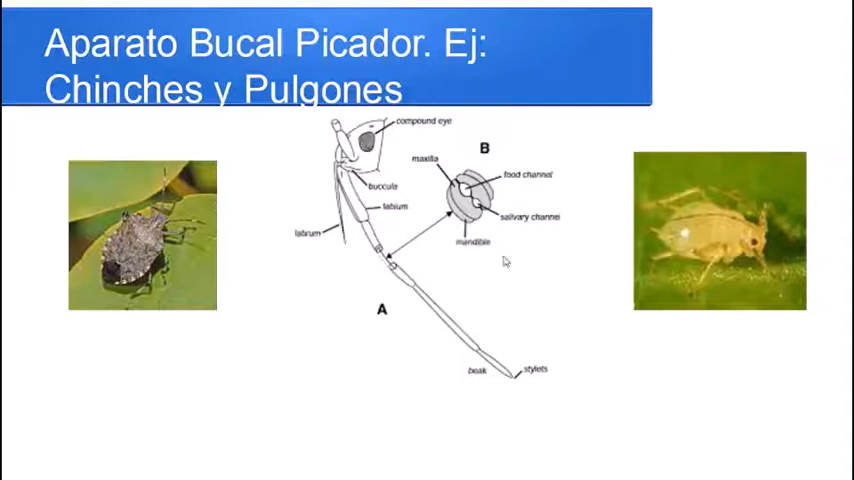 Aparato Bucal Picador. Ej:
Chinches y Pulgones
compound eye
B
maxilla
food channel
buccula
labium
salivary channel
labrum
mandible
A
beak
stylets